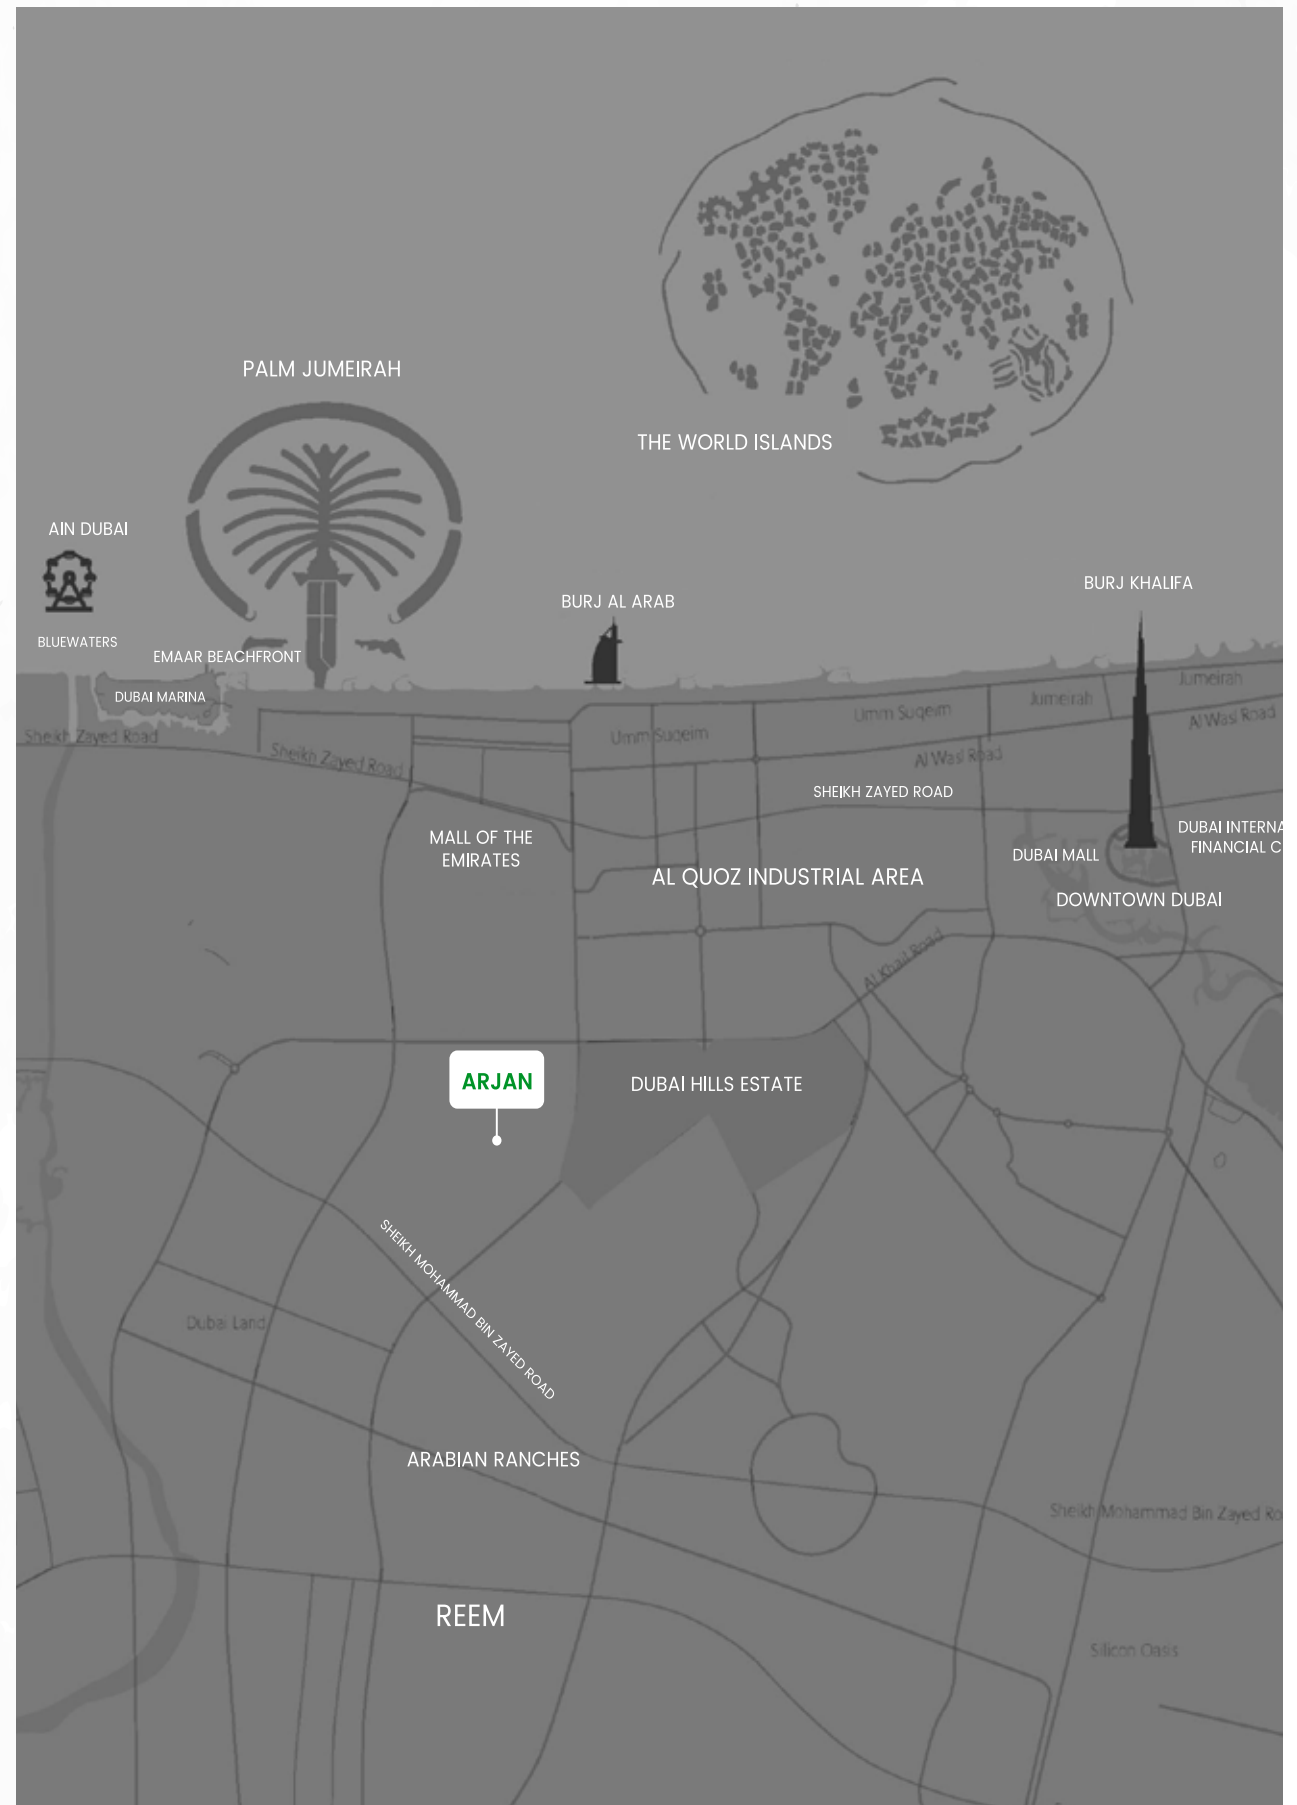 PALM JUMEIRAH
THE WORLD ISLANDS
AIN DUBAI
BURJ KHALIFA
BURJ AL ARAB
BLUEWATERS
EMAAR BEACHFRONT
DUBAI MARINA
Jumeirah
Jumeirah
Umm Suqeim
Al Wasl Road
Sheikh Zayed Road
Umm Suqeim
Sheikh Zayed Road
Al Wasl Road
SHEIKH ZAYED ROAD
MALL OF THE
EMIRATES
DUBAI INTERNA
FINANCIAL C
DUBAI MALL
AL QUOZ INDUSTRIAL AREA
DOWNTOWN DUBAI
Al Khail Road
ARJAN
DUBAI HILLS ESTATE
SHEIKH MOHAMMAD BIN ZAYED ROAD
Dubai Land
ARABIAN RANCHES
Sheikh Mohammad Bin Zayed Ro
REEM
Silicon Oasis